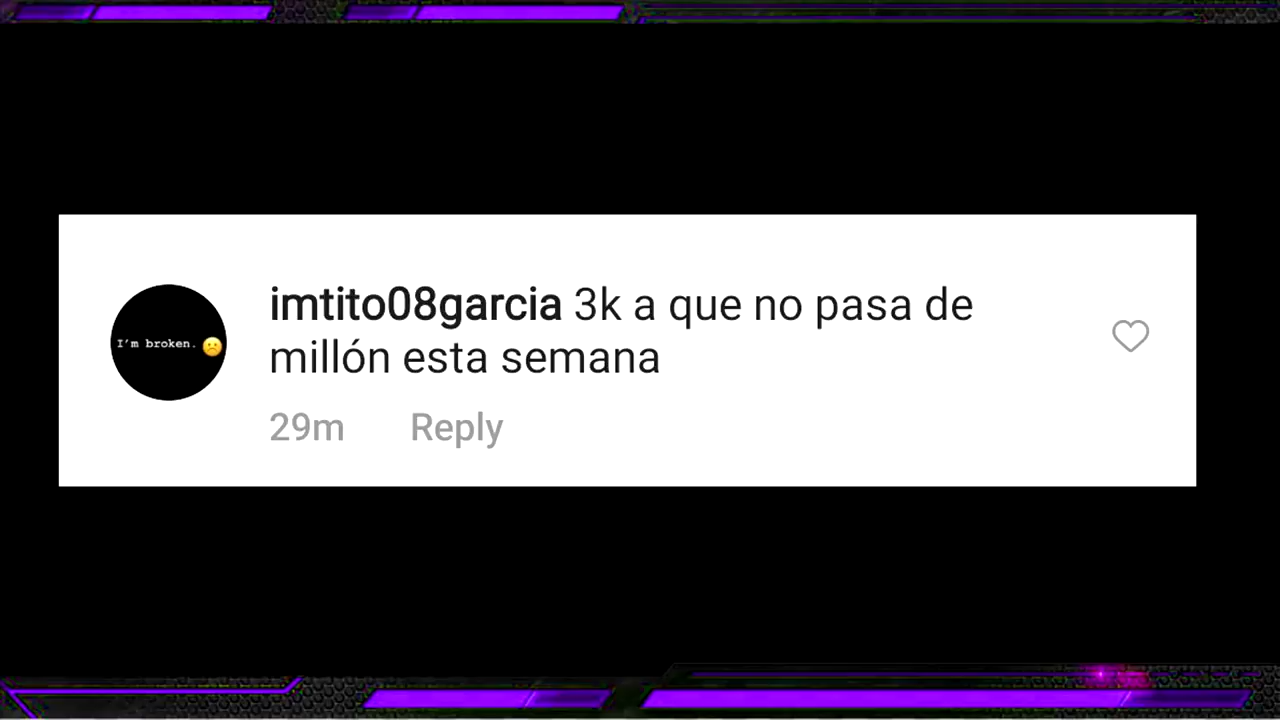 imtito08garcia 3k a que no pasa de
millón esta semana
I'm broken. ☹️
29m Reply